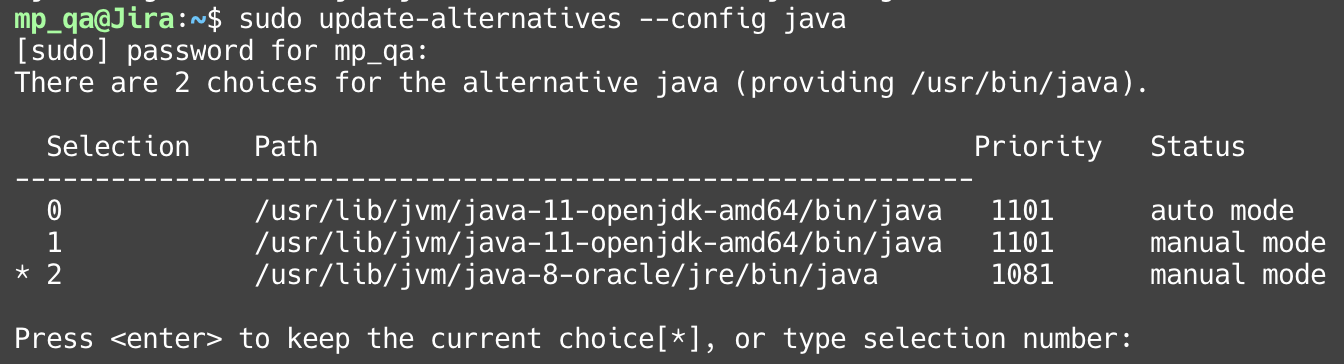 mp_qa@Jira:~$ sudo update-alternatives --config java
[sudo] password for mp_qa:
There are 2 choices for the alternative java (providing /usr/bin/java).
  Selection    Path                                         Priority   Status
------------------------------------------------------------
  0            /usr/lib/jvm/java-11-openjdk-amd64/bin/java   1101      auto mode
  1            /usr/lib/jvm/java-11-openjdk-amd64/bin/java   1101      manual mode
* 2            /usr/lib/jvm/java-8-oracle/jre/bin/java       1081      manual mode
Press <enter> to keep the current choice[*], or type selection number: